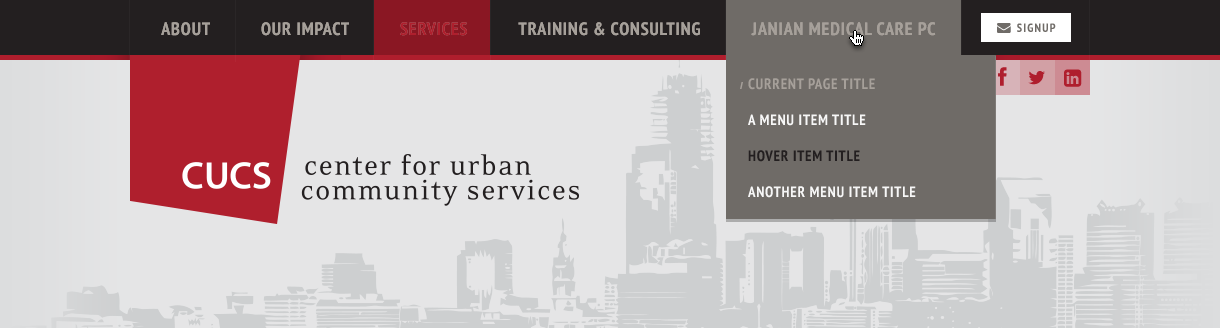 ABOUT
OUR IMPACT
SERVICES
TRAINING & CONSULTING
JANIAN MEDICAL CARE PC
SIGNUP
/ CURRENT PAGE TITLE
A MENU ITEM TITLE
HOVER ITEM TITLE
ANOTHER MENU ITEM TITLE
f
in
CUCS
center for urban
community services